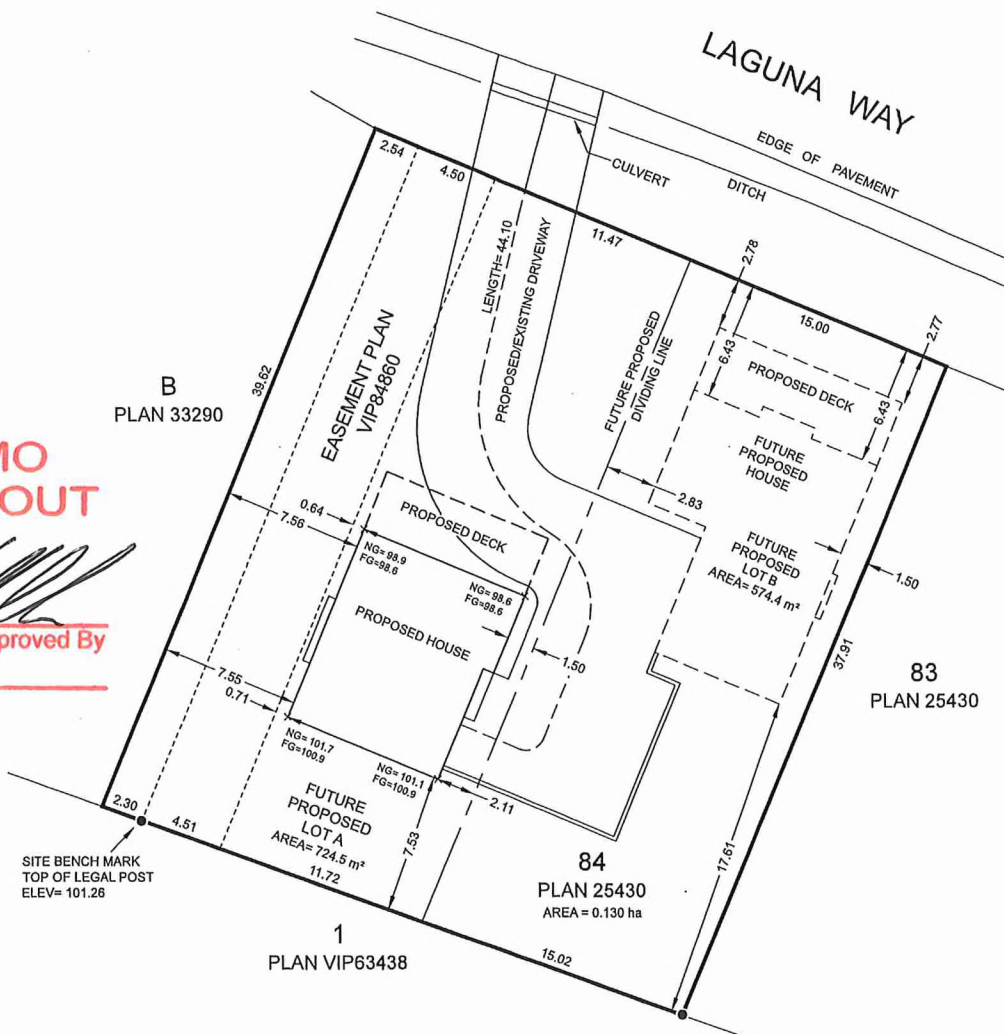 LAGUNA WAY
EDGE OF PAVEMENT
DITCH
CULVERT
2.54
4.50
11.47
15.00
2.78
2.77
6.43
6.43
LENGTH= 44.10
PROPOSED/EXISTING DRIVEWAY
FUTURE PROPOSED
DIVIDING LINE
PROPOSED DECK
FUTURE
PROPOSED
HOUSE
EASEMENT PLAN
VIP84860
39.62
B
PLAN 33290
MO
OUT
proved By
0.64
7.56
PROPOSED DECK
NG= 98.9
FG=98.6
NG= 98.6
FG=98.6
PROPOSED HOUSE
2.83
FUTURE
PROPOSED
LOT B
AREA= 574.4 m²
1.50
1.50
37.91
83
PLAN 25430
7.55
0.71
NG= 101.7
FG=100.9
NG= 101.1
FG=100.9
2.11
FUTURE
PROPOSED
LOT A
AREA= 724.5 m²
7.53
17.61
2.30
4.51
11.72
15.02
SITE BENCH MARK
TOP OF LEGAL POST
ELEV= 101.26
84
PLAN 25430
AREA = 0.130 ha
1
PLAN VIP63438